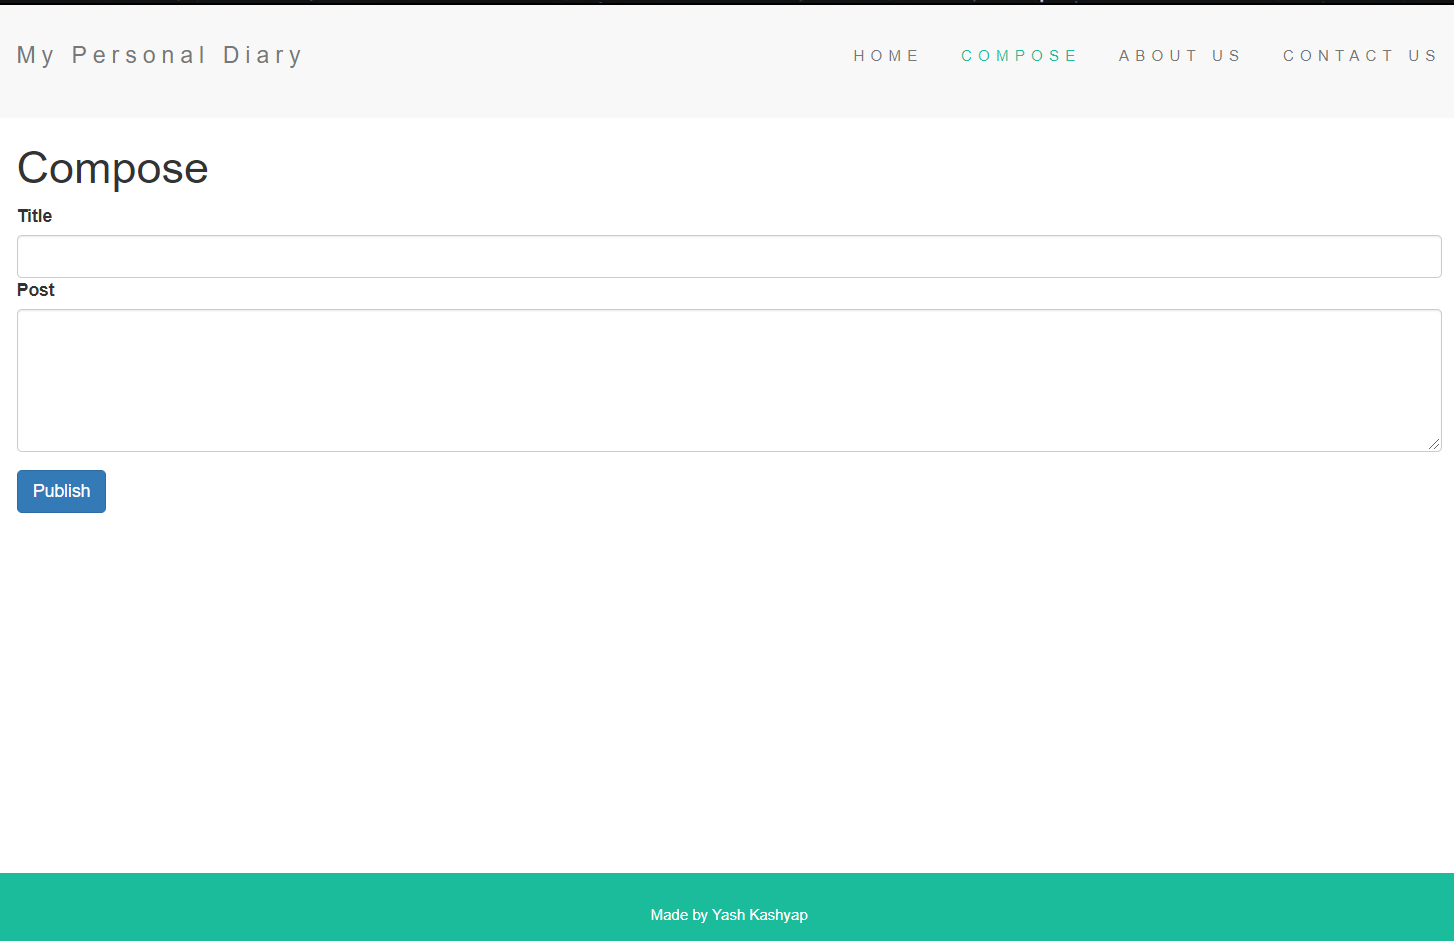 My Personal Diary
HOME COMPOSE ABOUT US CONTACT US
Compose
Title
Post
Publish
Made by Yash Kashyap